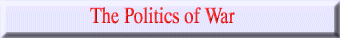 The Politics of War